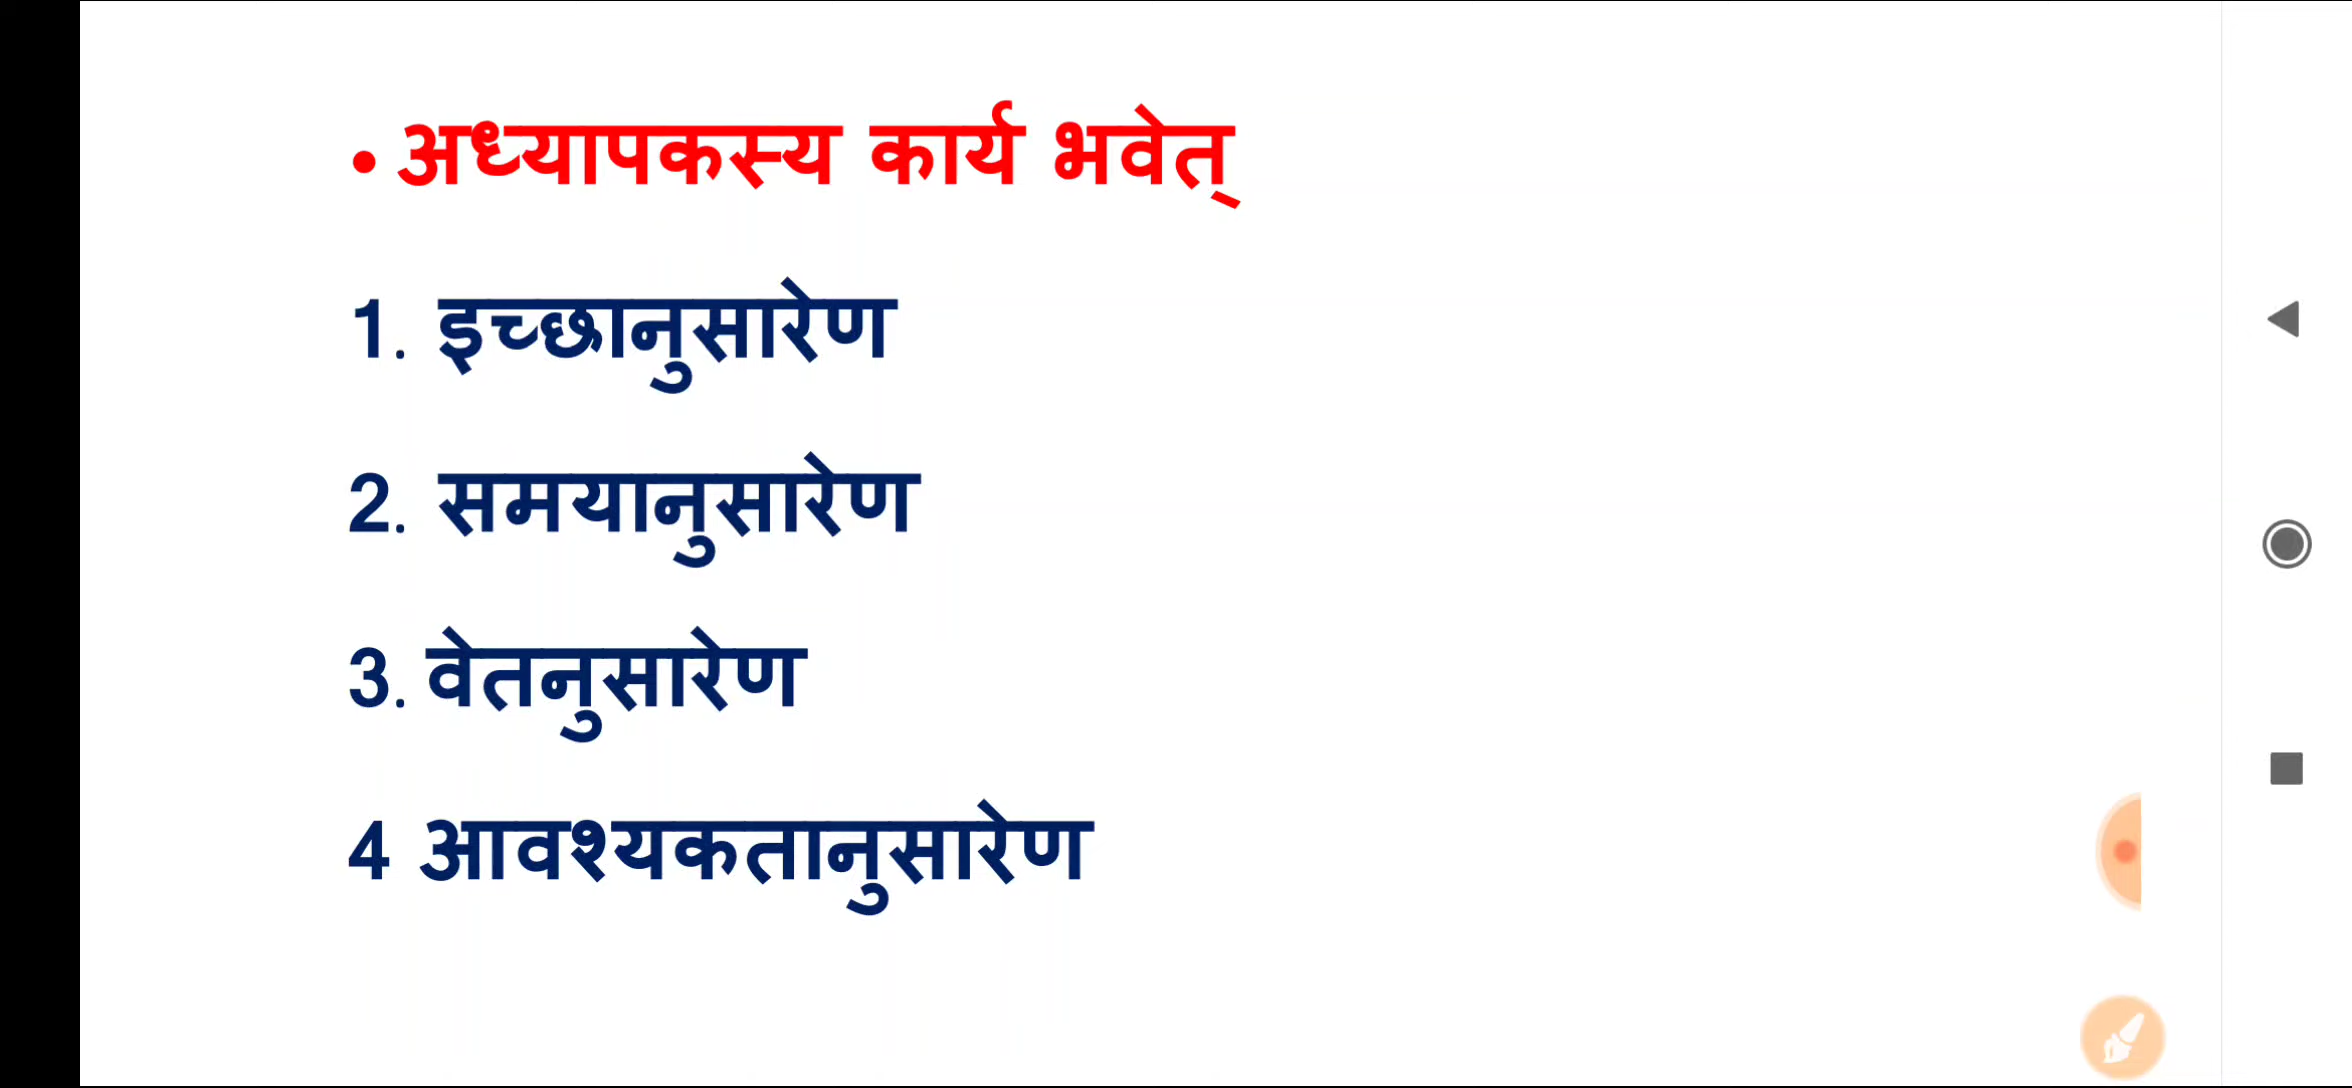 • अध्यापकस्य कार्य भवेत्
1. इच्छानुसारेण
2. समयानुसारेण
3. वेतनुसारेण
4 आवश्यकतानुसारेण